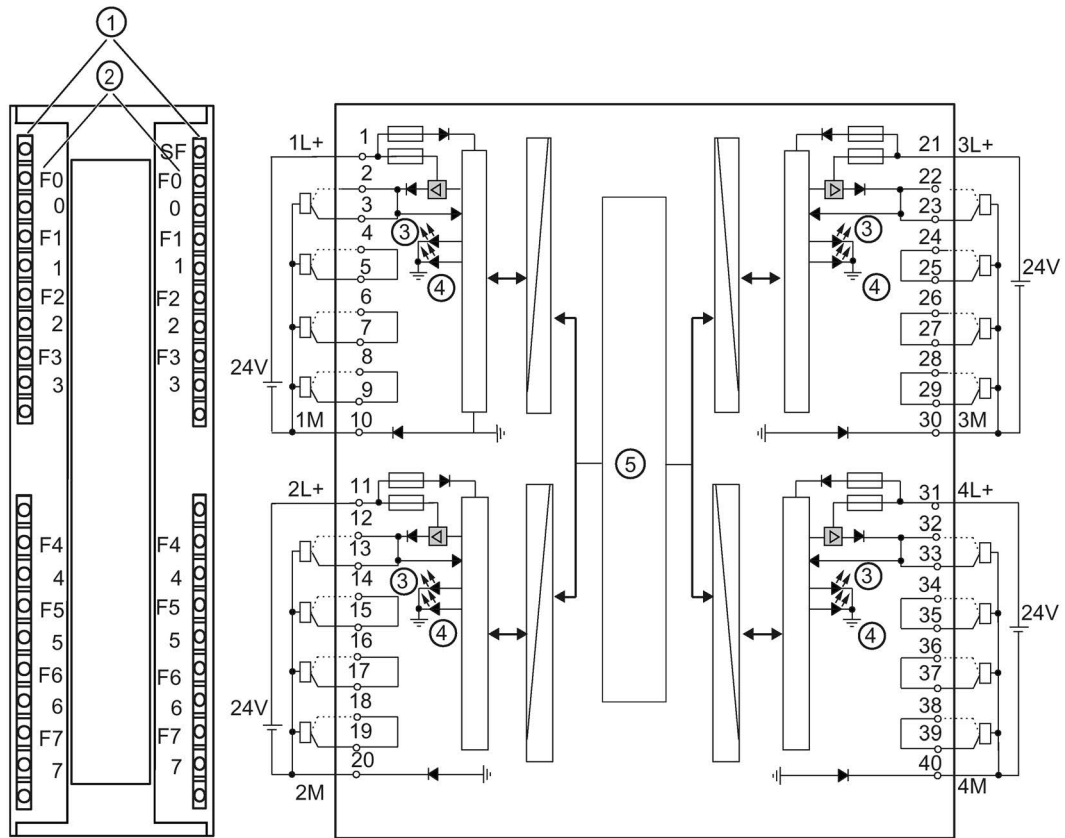 ①
②
SF
F0 F0
0 0
F1 F1
1 1
F2 F2
2 2
F3 F3
3 3
F4 F4
4 4
F5 F5
5 5
F6 F6
6 6
F7 F7
7 7
1L+ 1
2
3
4
5
6
7
8
9
1M 10
24V
③
④
2L+ 11
12
13
14
15
16
17
18
19
20
2M
24V
③
④
⑤
21 3L+
22
23
24
25
26
27
28
29
30 3M
24V
③
④
31 4L+
32
33
34
35
36
37
38
39
40
4M
24V
③
④